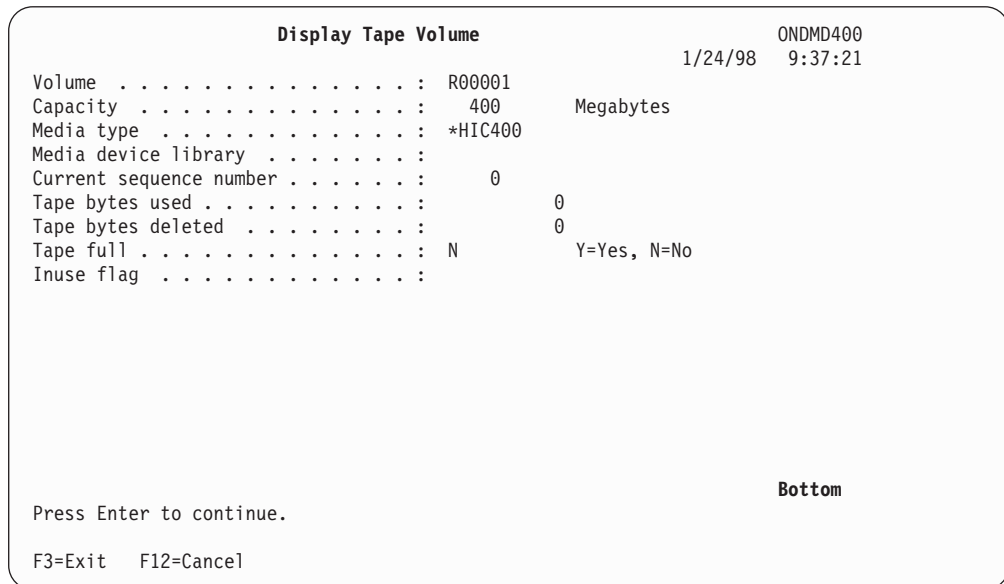 Display Tape Volume ONDMD400
1/24/98 9:37:21
Volume . . . . . . . . . . . . . . : R00001
Capacity . . . . . . . . . . . . . : 400 Megabytes
Media type . . . . . . . . . . . . : *HIC400
Media device library . . . . . . . :
Current sequence number . . . . . . : 0
Tape bytes used . . . . . . . . . . : 0
Tape bytes deleted . . . . . . . . : 0
Tape full . . . . . . . . . . . . . : N Y=Yes, N=No
Inuse flag . . . . . . . . . . . . :
Bottom
Press Enter to continue.
F3=Exit F12=Cancel